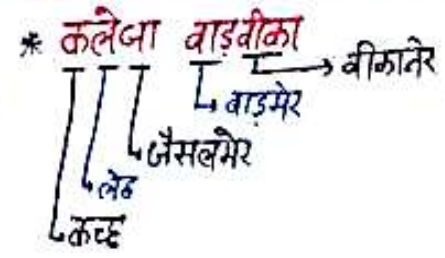 * कलेजा वाड़वीका
→ बीकानेर
बाड़मेर
जैसलमेर
लेह
कच्छ